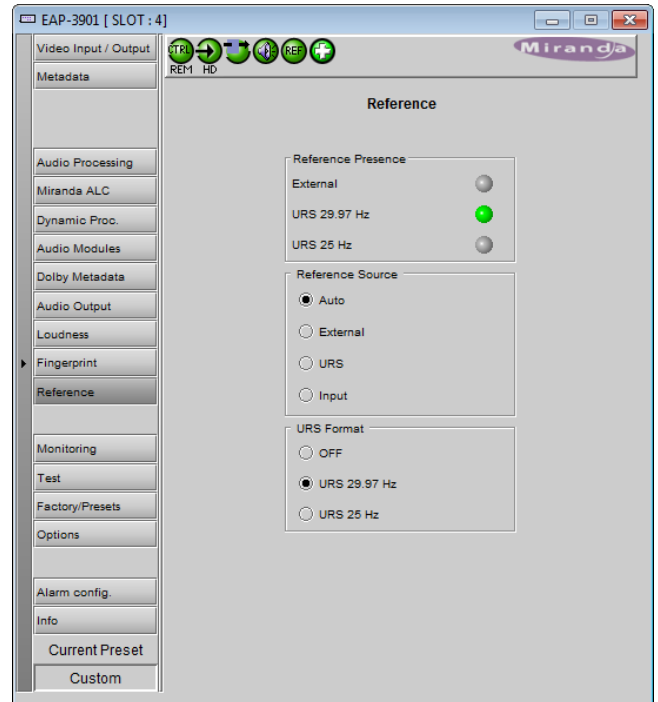 EAP-3901 [ SLOT : 4]
Video Input / Output
Metadata
Audio Processing
Miranda ALC
Dynamic Proc.
Audio Modules
Dolby Metadata
Audio Output
Loudness
Fingerprint
Reference
Monitoring
Test
Factory/Presets
Options
Alarm config.
Info
Current Preset
Custom
CTRL
REF
REM HD
Miranda
Reference
Reference Presence
External
URS 29.97 Hz
URS 25 Hz
Reference Source
Auto
External
URS
Input
URS Format
OFF
URS 29.97 Hz
URS 25 Hz